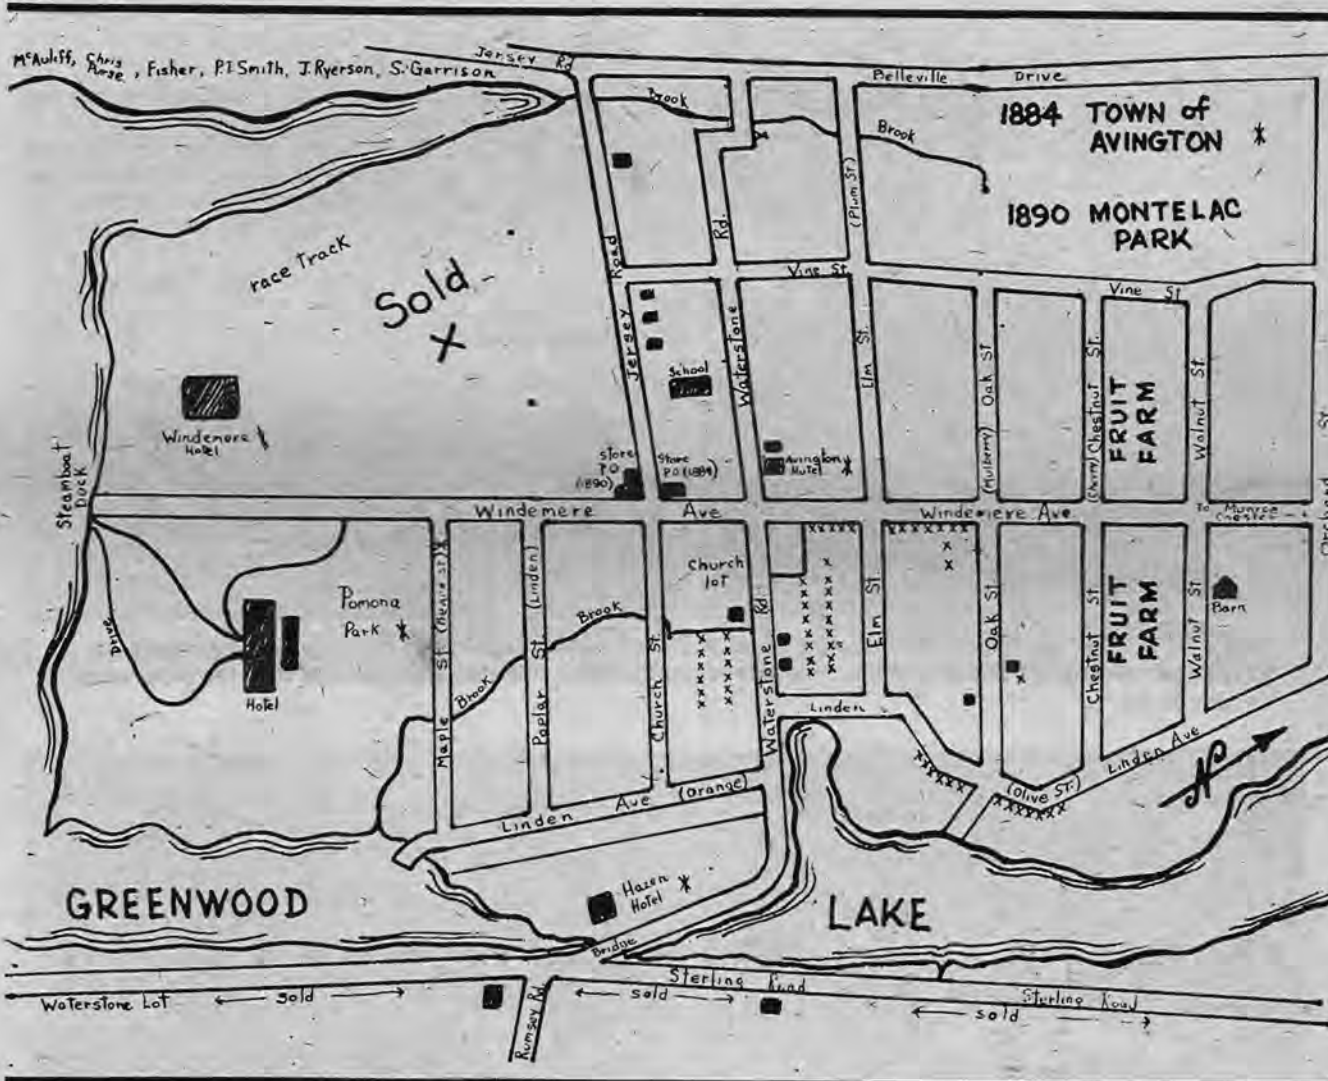 McAuliff, Chris Furse, Fisher, P.I. Smith, J. Ryerson, S. Garrison
Jersey Rd
Belleville Drive
Brook
Brook
1884 TOWN of
AVINGTON
1890 MONTELAC
PARK
race Track
Sold
X
Jersey Road
Rd.
Waterstone
(Plum St)
Vine St
Vine St
Elm St.
(Mulberry) Oak St
(Cherry) Chestnut St.
FRUIT
FARM
Walnut St.
Orchard St
School
Windemere
Hotel
Steamboat
Dock
store
P.O
(1890)
Store
P.O (1884)
Avington
Hotel
Windemere Ave
Windemiere Ave.
To Munroe
Chester
Church
lot
Drive
Hotel
Pomona
Park
Maple St
Poplar St (Linden)
Brook
Brook
Church St
Waterstone Rd
Elm St.
Oak St
Chestnut St
FRUIT
FARM
Walnut St
Barn
Linden
Linden Ave (Orange)
(Olive ST.)
Linden Ave
N
GREENWOOD
LAKE
Hazen
Hotel
Bridge
Sterling Road
Sterling Road
Waterstone Lot
sold
sold
sold
Rumsey Rd.